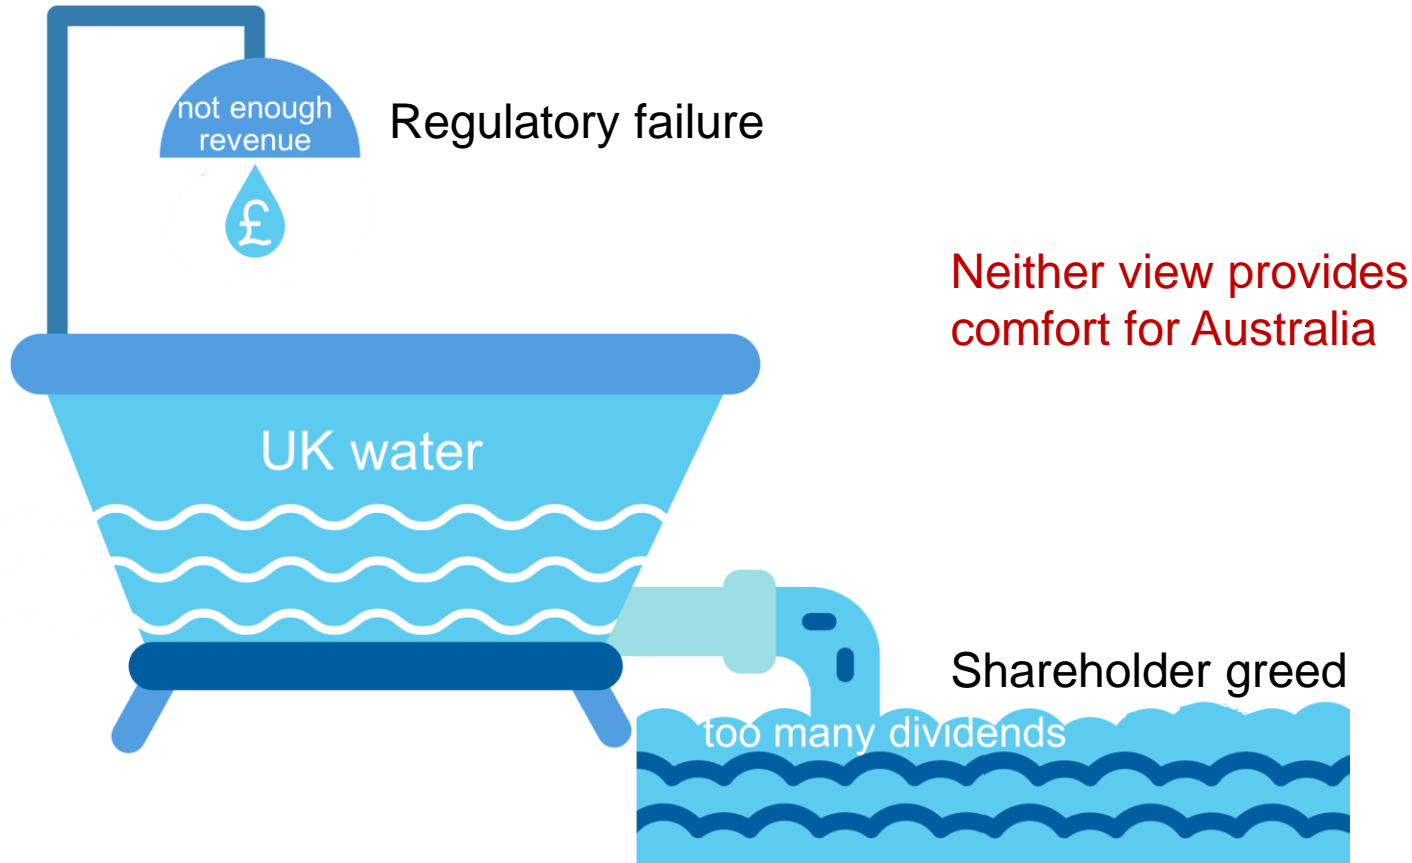 not enough
revenue
Regulatory failure
£
Neither view provides
comfort for Australia
UK water
Shareholder greed
too many dividends